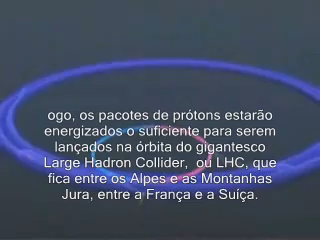 ogo, os pacotes de prótons estarão
energizados o suficiente para serem
lançados na órbita do gigantesco
Large Hadron Collider,  ou LHC, que
fica entre os Alpes e as Montanhas
Jura, entre a França e a Suíça.